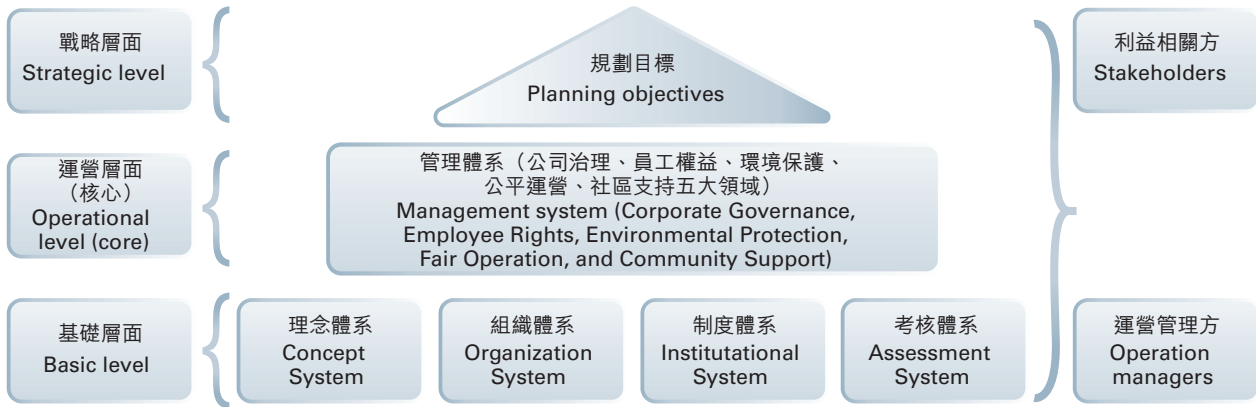 戰略層面
Strategic level
規劃目標
Planning objectives
利益相關方
Stakeholders
運營層面
（核心）
Operational
level (core)
管理體系（公司治理、員工權益、環境保護、
公平運營、社區支持五大領域）
Management system (Corporate Governance,
Employee Rights, Environmental Protection,
Fair Operation, and Community Support)
基礎層面
Basic level
理念體系
Concept
System
組織體系
Organization
System
制度體系
Institutational
System
考核體系
Assessment
System
運營管理方
Operation
managers